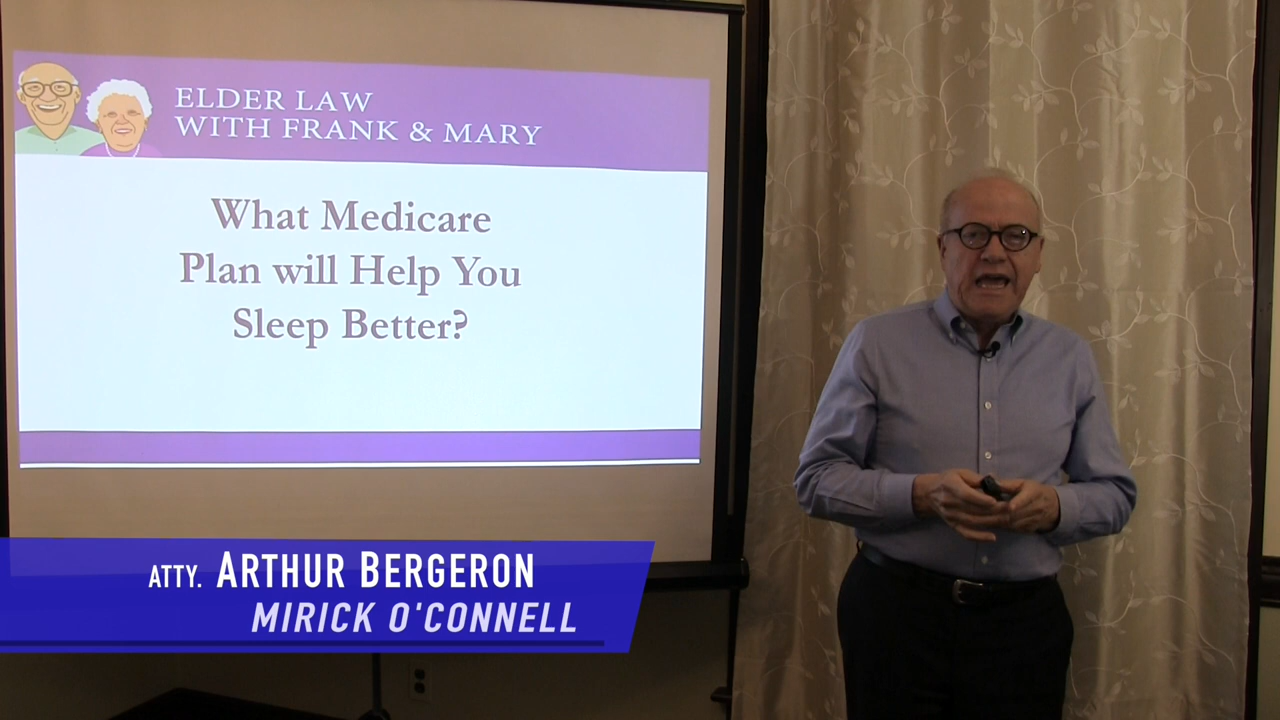 ELDER LAW
WITH FRANK & MARY
What Medicare
Plan will Help You
Sleep Better?
ATTY. ARTHUR BERGERON
MIRICK O'CONNELL